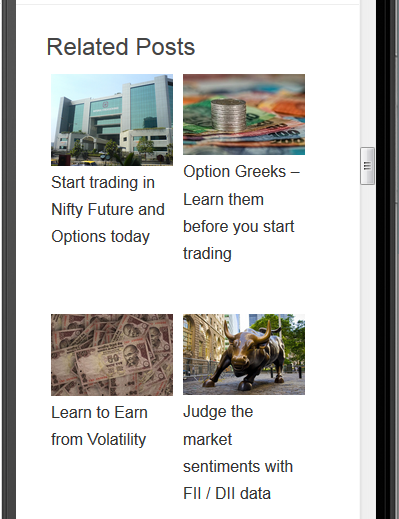 Related Posts
Start trading in
Nifty Future and
Options today
Option Greeks –
Learn them
before you start
trading
Learn to Earn
from Volatility
Judge the
market
sentiments with
FII / DII data